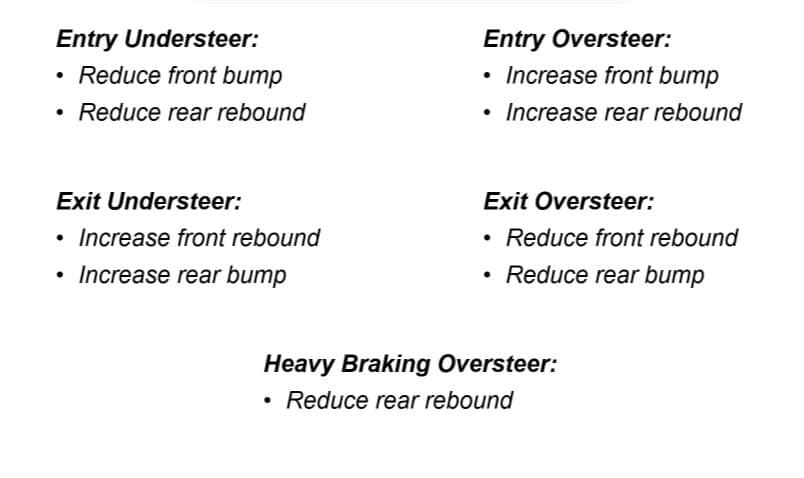 Entry Understeer:
• Reduce front bump
• Reduce rear rebound
Entry Oversteer:
• Increase front bump
• Increase rear rebound
Exit Understeer:
• Increase front rebound
• Increase rear bump
Exit Oversteer:
• Reduce front rebound
• Reduce rear bump
Heavy Braking Oversteer:
• Reduce rear rebound